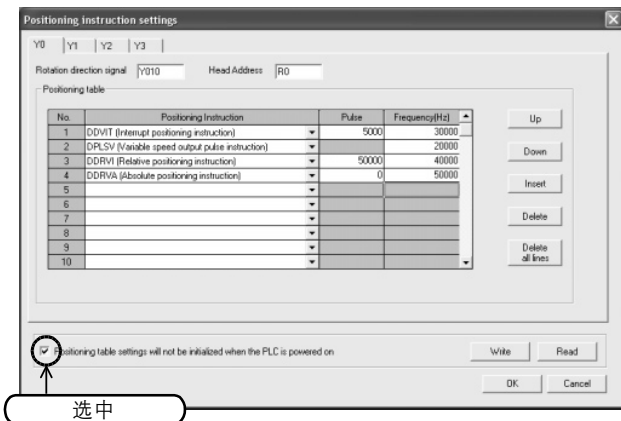 Positioning instruction settings
Y0 Y1 Y2 Y3
Rotation direction signal Y010 Head Address R0
Positioning table
No. Positioning Instruction Pulse Frequency(Hz)
1 DDVIT (Interrupt positioning instruction) 5000 30000
2 DPLSV (Variable speed output pulse instruction) 20000
3 DDRVI (Relative positioning instruction) 50000 40000
4 DDRVA (Absolute positioning instruction) 0 50000
5
6
7
8
9
10
Up
Down
Insert
Delete
Delete
all lines
Positioning table settings will not be initialized when the PLC is powered on
Write Read
OK Cancel
选中